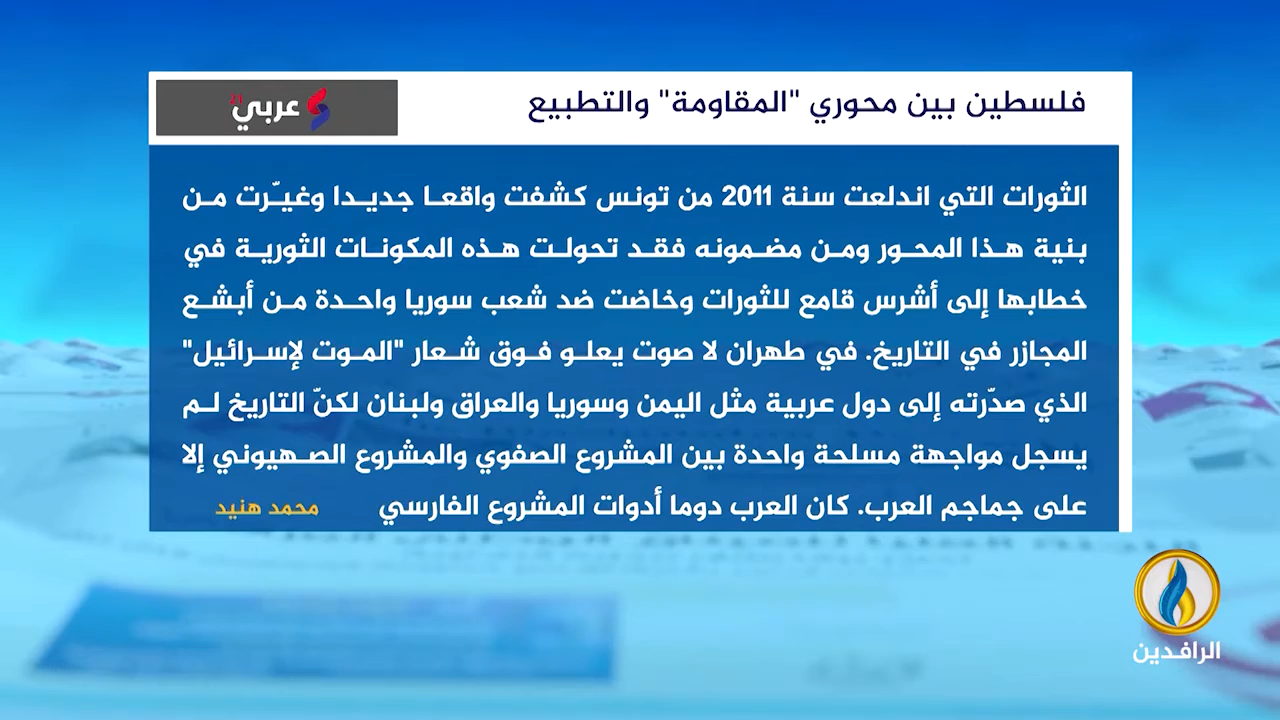 فلسطين بين محوري "المقاومة" والتطبيع
عربي 21
الثورات التي اندلعت سنة 2011 من تونس كشفت واقعا جديدا وغيّرت من
بنية هذا المحور ومن مضمونه فقد تحولت هذه المكونات الثورية في
خطابها إلى أشرس قامع للثورات وخاضت ضد شعب سوريا واحدة من أبشع
المجازر في التاريخ. في طهران لا صوت يعلو فوق شعار "الموت لإسرائيل"
الذي صدّرته إلى دول عربية مثل اليمن وسوريا والعراق ولبنان لكنّ التاريخ لم
يسجل مواجهة مسلحة واحدة بين المشروع الصفوي والمشروع الصهيوني إلا
على جماجم العرب. كان العرب دوما أدوات المشروع الفارسي محمد هنيد
الرافدين